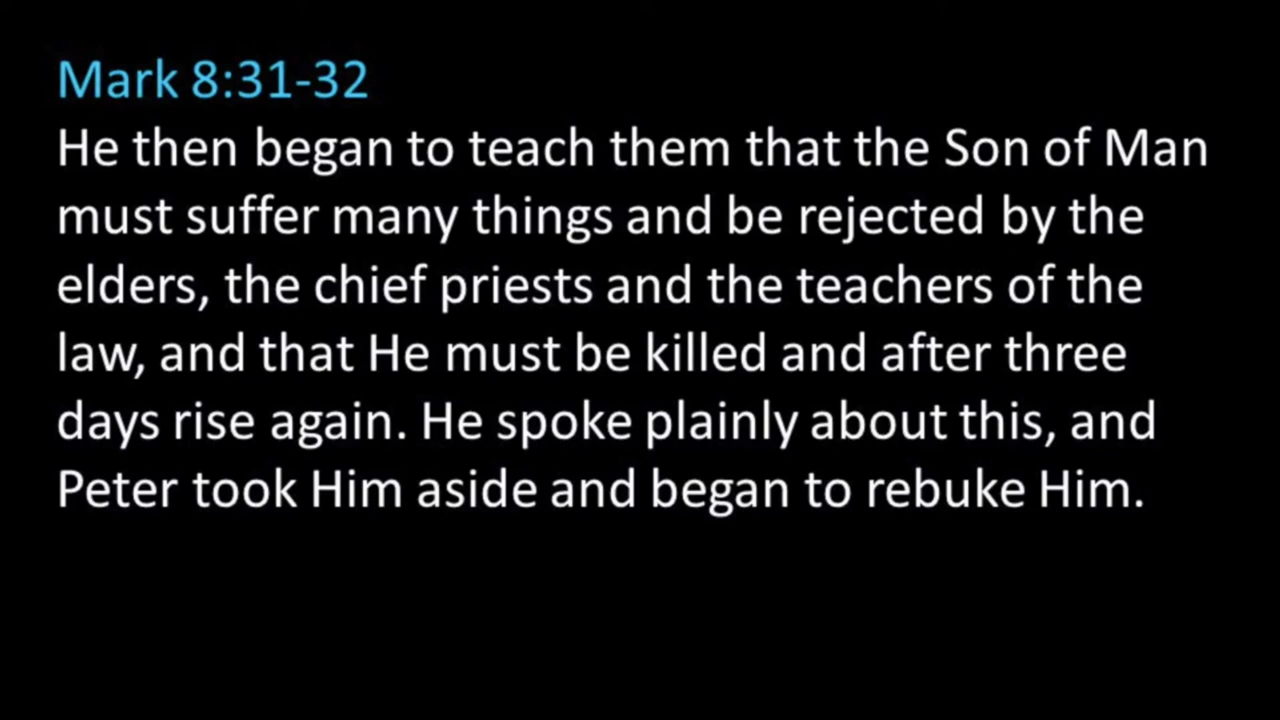 Mark 8:31-32
He then began to teach them that the Son of Man
must suffer many things and be rejected by the
elders, the chief priests and the teachers of the
law, and that He must be killed and after three
days rise again. He spoke plainly about this, and
Peter took Him aside and began to rebuke Him.